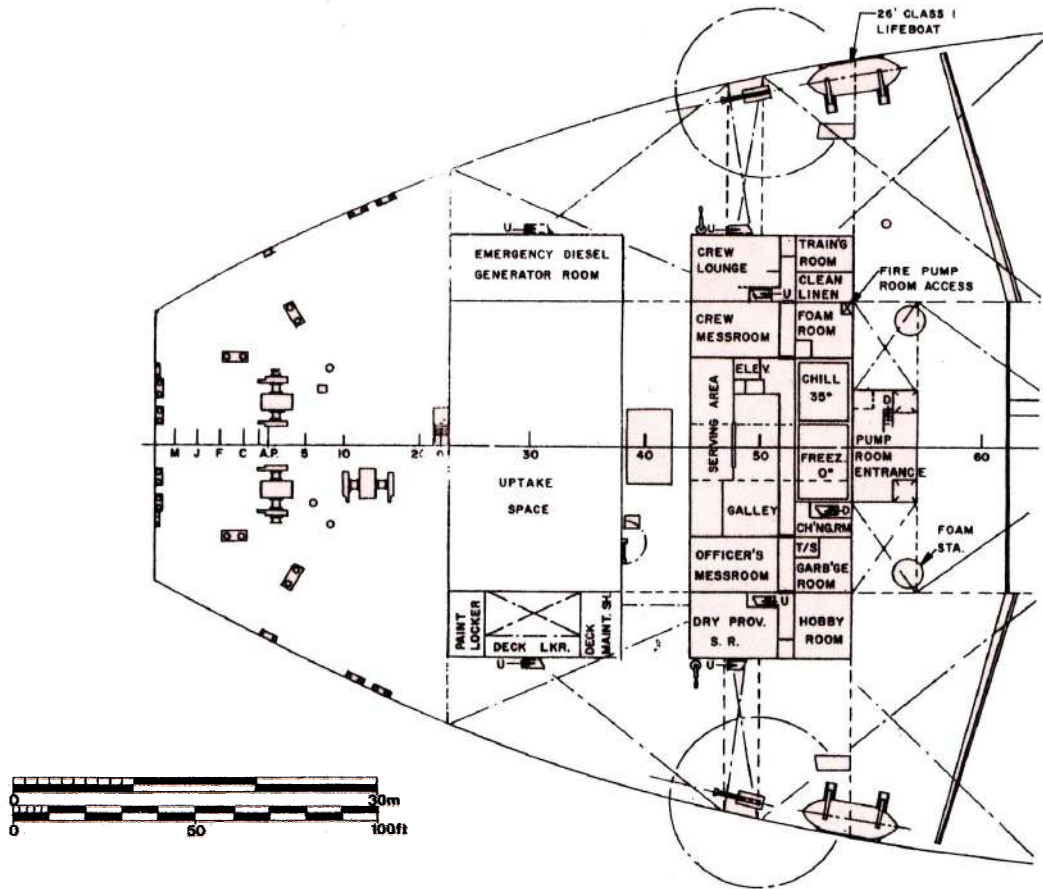 26' CLASS I
LIFEBOAT
U
U
EMERGENCY DIESEL
GENERATOR ROOM
CREW
LOUNGE
TRAIN'G
ROOM
CLEAN
LINEN
U
FIRE PUMP
ROOM ACCESS
CREW
MESSROOM
FOAM
ROOM
ELEV.
CHILL
35°
SERVING AREA
D
PUMP
ROOM
ENTRANCE
M J F C A.P. 5 10 20 30 40 50 60
FREEZ.
0°
UPTAKE
SPACE
GALLEY
D
CH'NG.RM
FOAM
STA.
OFFICER'S
MESSROOM
T/S
GARB'GE
ROOM
PAINT
LOCKER
DECK LKR.
DECK
MAINT. SH.
DRY PROV.
S. R.
U
HOBBY
ROOM
U
U
0 30m
0 50 100ft